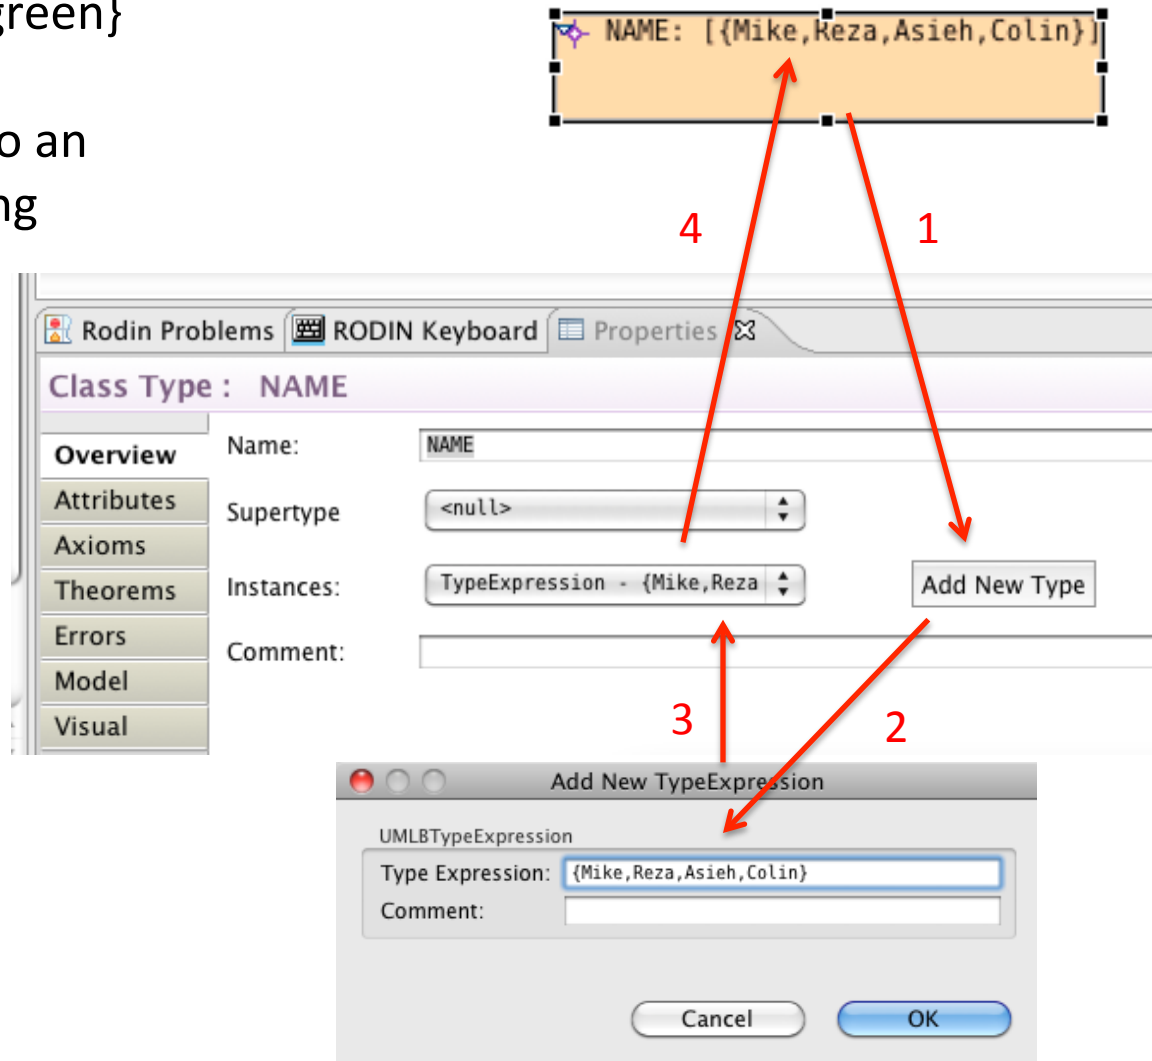 green}
NAME: [{Mike,Reza,Asieh,Colin}]
o an
ng
4
1
Rodin Problems
RODIN Keyboard
Properties
Class Type : NAME
Overview
Name:
NAME
Attributes
Supertype
<null>
Axioms
Theorems
Instances:
TypeExpression - {Mike,Reza
Add New Type
Errors
Comment:
Model
Visual
3
2
Add New TypeExpression
UMLBTypeExpression
Type Expression:
{Mike,Reza,Asieh,Colin}
Comment:
Cancel
OK